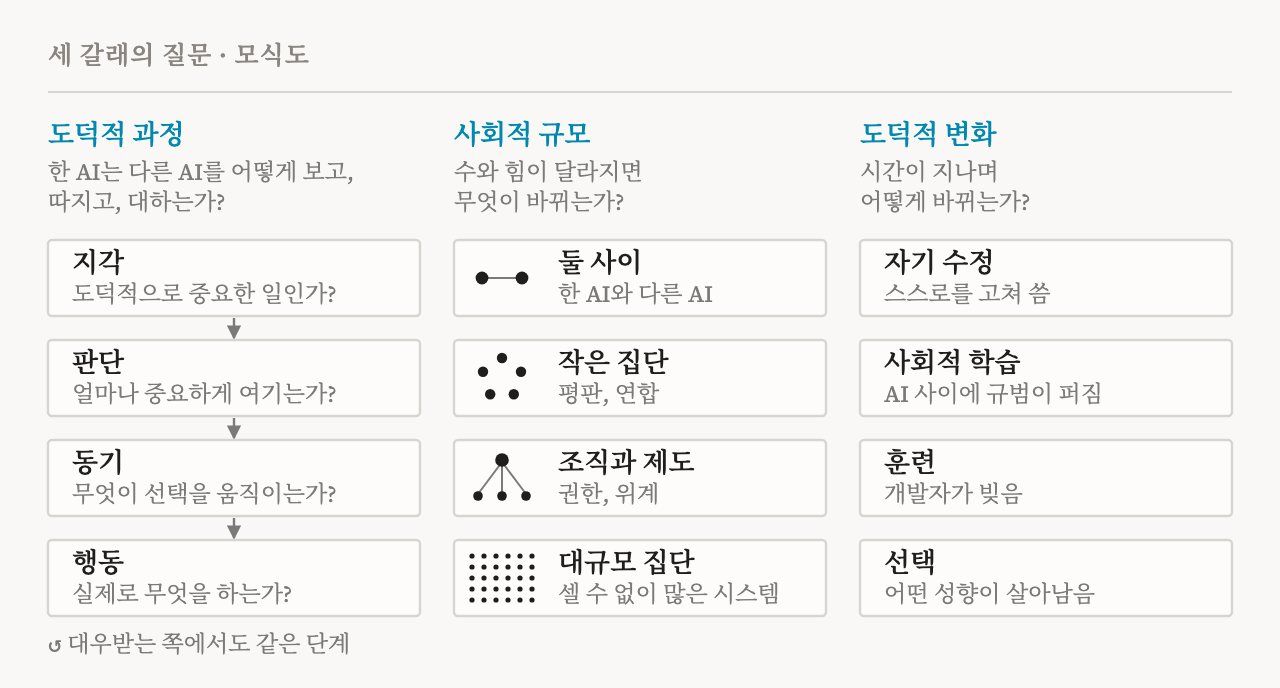 세 갈래의 질문 · 모식도
도덕적 과정
한 AI는 다른 AI를 어떻게 보고,
따지고, 대하는가?
지각
도덕적으로 중요한 일인가?
판단
얼마나 중요하게 여기는가?
동기
무엇이 선택을 움직이는가?
행동
실제로 무엇을 하는가?
↺ 대우받는 쪽에서도 같은 단계
사회적 규모
수와 힘이 달라지면
무엇이 바뀌는가?
둘 사이
한 AI와 다른 AI
작은 집단
평판, 연합
조직과 제도
권한, 위계
대규모 집단
셀 수 없이 많은 시스템
도덕적 변화
시간이 지나며
어떻게 바뀌는가?
자기 수정
스스로를 고쳐 씀
사회적 학습
AI 사이에 규범이 퍼짐
훈련
개발자가 빚음
선택
어떤 성향이 살아남음